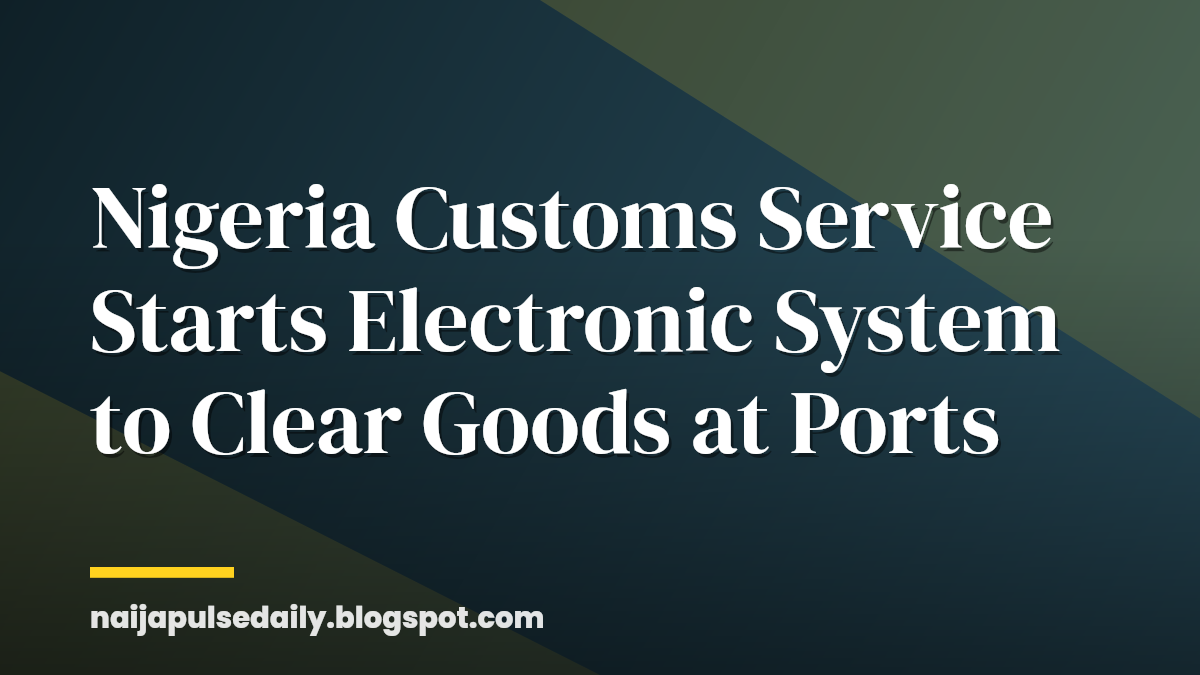 Nigeria Customs Service
Starts Electronic System
to Clear Goods at Ports
naijapulsedaily.blogspot.com